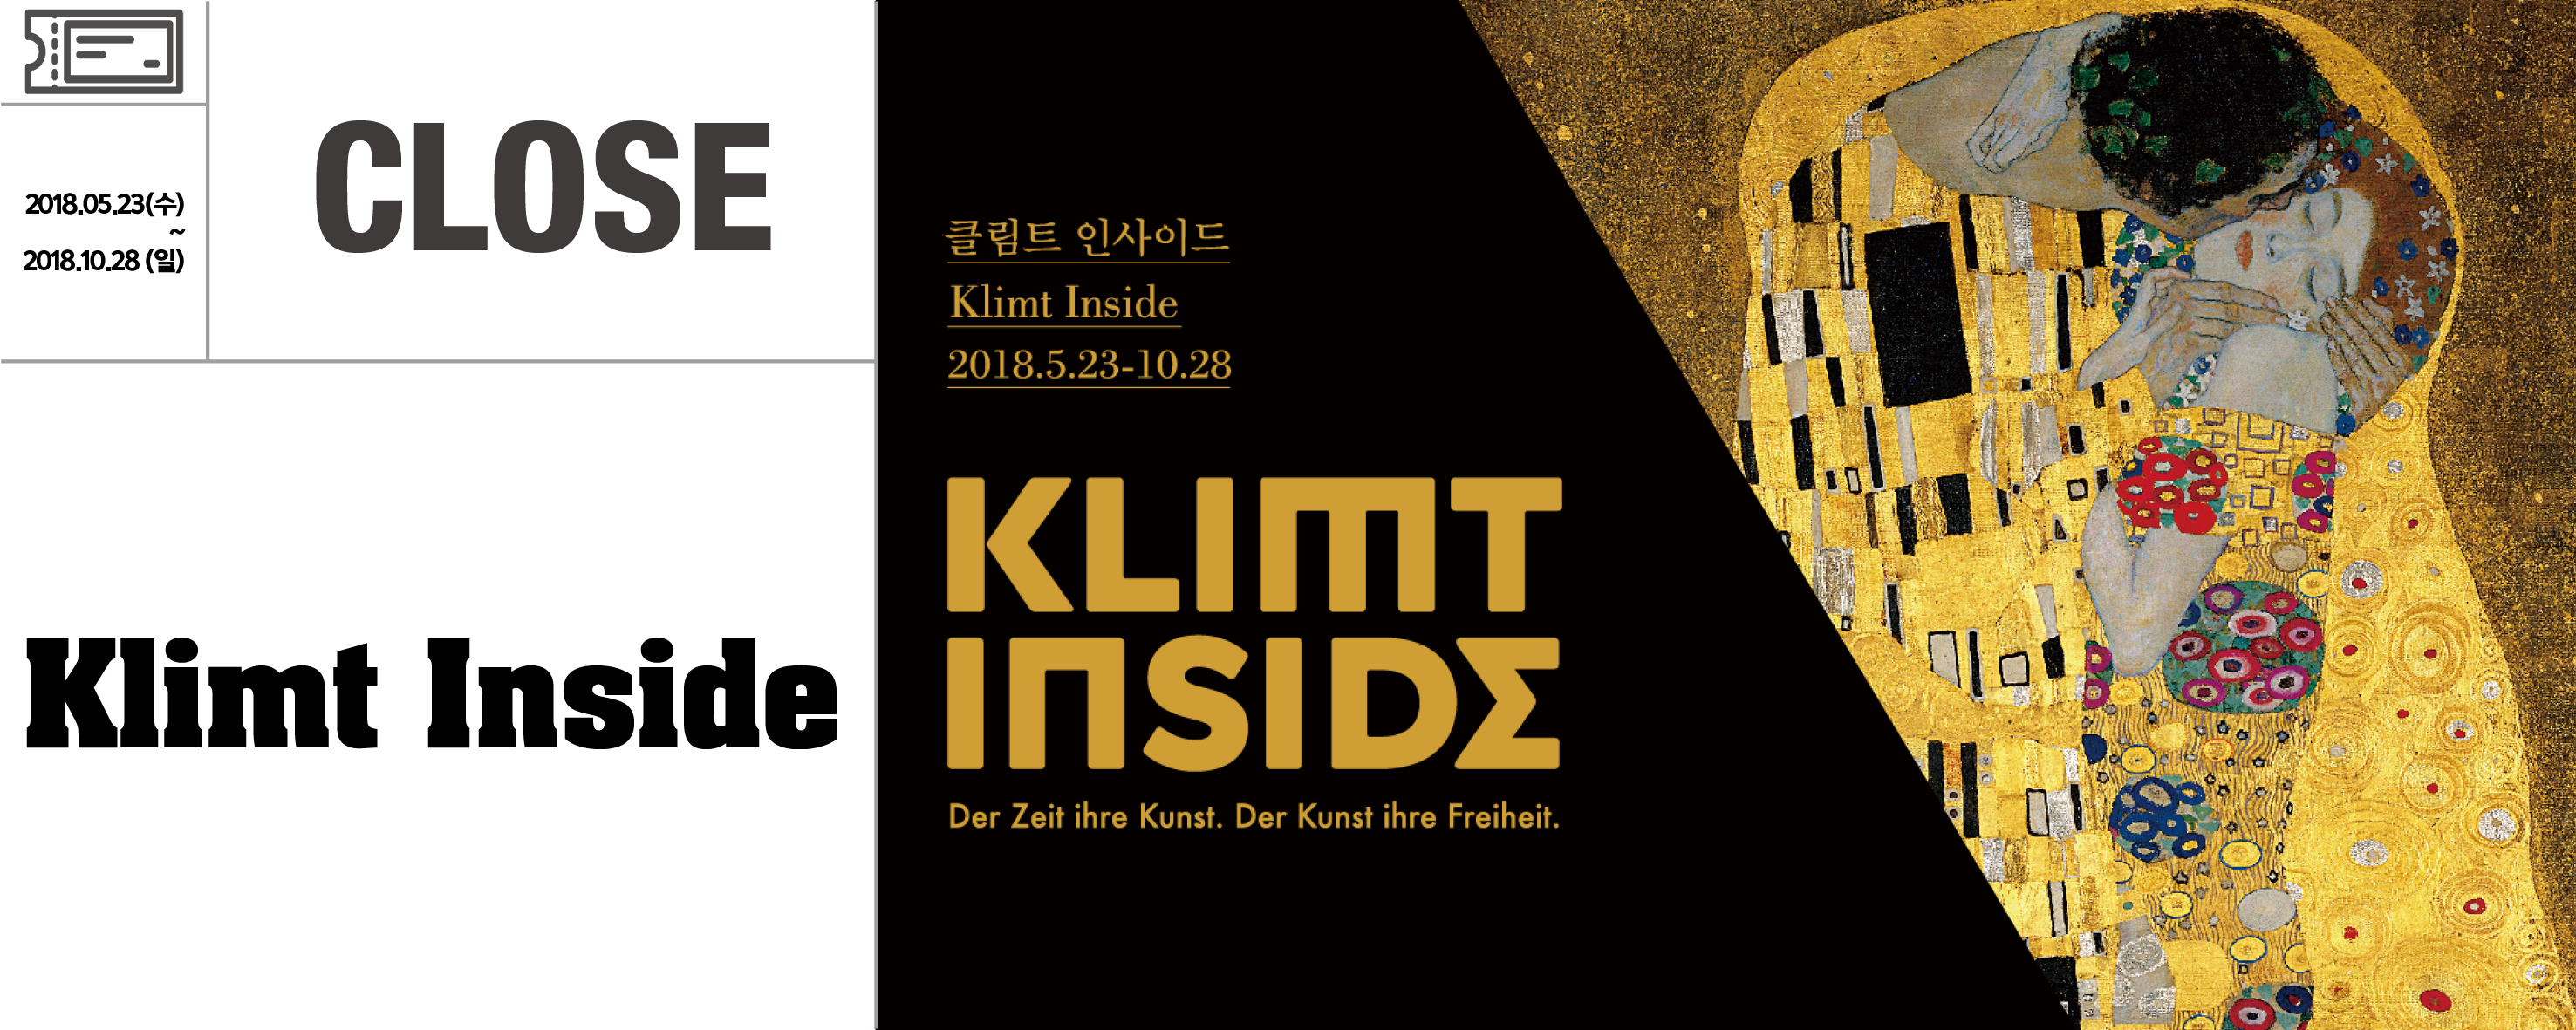 2018.05.23(수)
~
2018.10.28 (일)
CLOSE
Klimt Inside
클림트 인사이드
Klimt Inside
2018.5.23-10.28
KLIMT
INSIDE
Der Zeit ihre Kunst. Der Kunst ihre Freiheit.